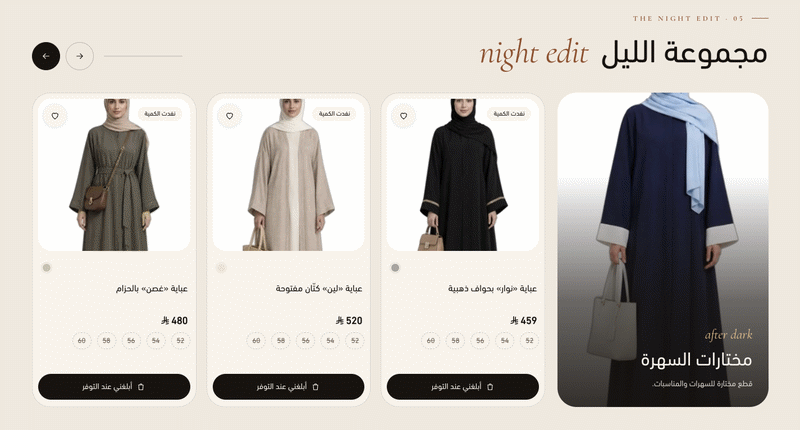 THE NIGHT EDIT · 05
مجموعة الليل night edit
after dark
مختارات السهرة
قطع مختارة للسهرات والمناسبات.
نفدت الكمية
عباية «نوار» بحواف ذهبية
459
52 54 56 58 60
أبلغني عند التوفر
نفدت الكمية
عباية «لين» كتّان مفتوحة
520
52 54 56 58 60
أبلغني عند التوفر
نفدت الكمية
عباية «غصن» بالحزام
480
52 54 56 58 60
أبلغني عند التوفر